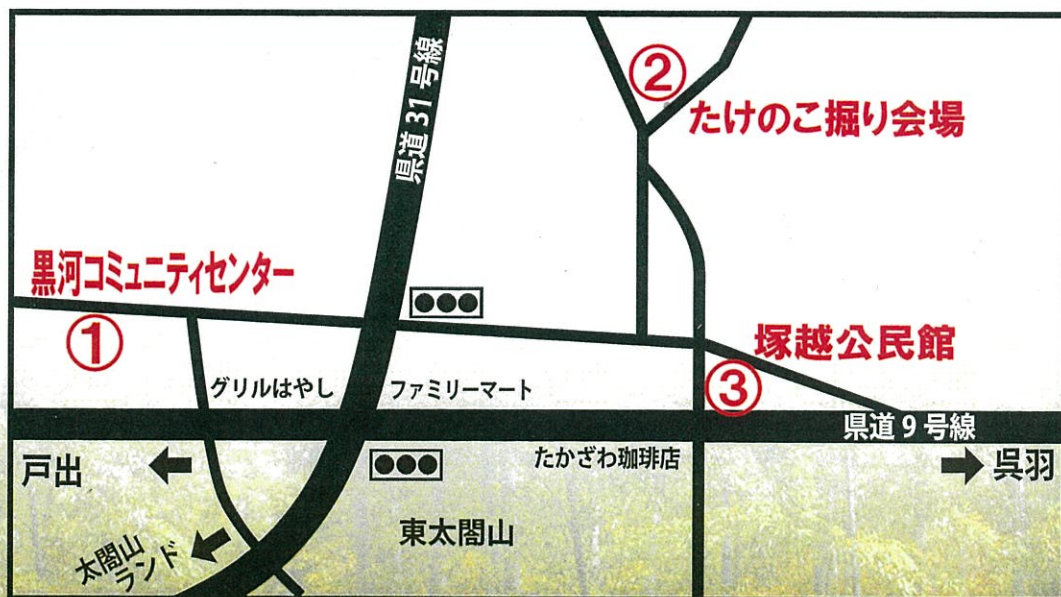 県道31号線
②
たけのこ掘り会場
黒河コミュニティセンター
①
塚越公民館
③
グリルはやし
ファミリーマート
県道9号線
戸出
たかざわ珈琲店
呉羽
東太閤山
太閤山
ランド